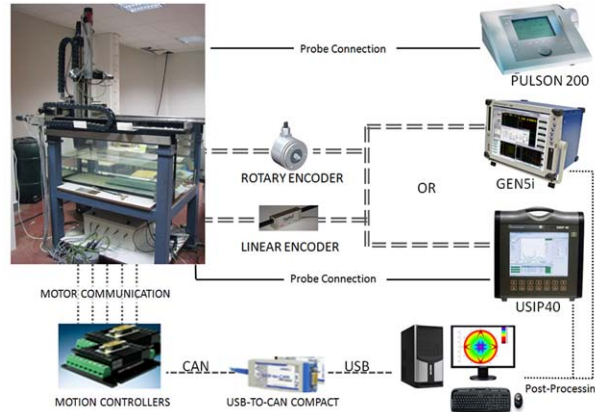 Probe Connection
PULSON 200
ROTARY ENCODER
OR
GEN5i
LINEAR ENCODER
Probe Connection
USIP40
MOTOR COMMUNICATION
CAN
USB
MOTION CONTROLLERS
USB-TO-CAN COMPACT
Post-Processin